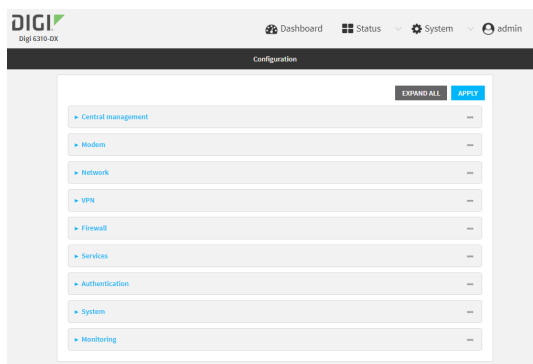 DIGI
Digi 6310-DX
Dashboard Status System admin
Configuration
EXPAND ALL APPLY
Central management
Modem
Network
VPN
Firewall
Services
Authentication
System
Monitoring